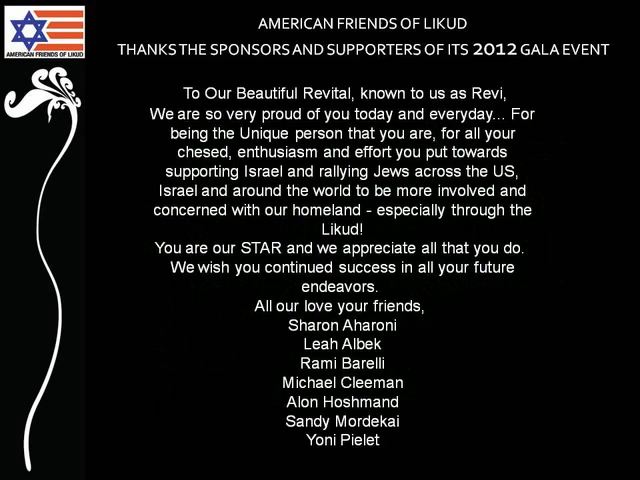 AMERICAN FRIENDS OF LIKUD
AMERICAN FRIENDS OF LIKUD
THANKS THE SPONSORS AND SUPPORTERS OF ITS 2012 GALA EVENT
To Our Beautiful Revital, known to us as Revi,
We are so very proud of you today and everyday... For
being the Unique person that you are, for all your
chesed, enthusiasm and effort you put towards
supporting Israel and rallying Jews across the US,
Israel and around the world to be more involved and
concerned with our homeland - especially through the
Likud!
You are our STAR and we appreciate all that you do.
We wish you continued success in all your future
endeavors.
All our love your friends,
Sharon Aharoni
Leah Albek
Rami Barelli
Michael Cleeman
Alon Hoshmand
Sandy Mordekai
Yoni Pielet